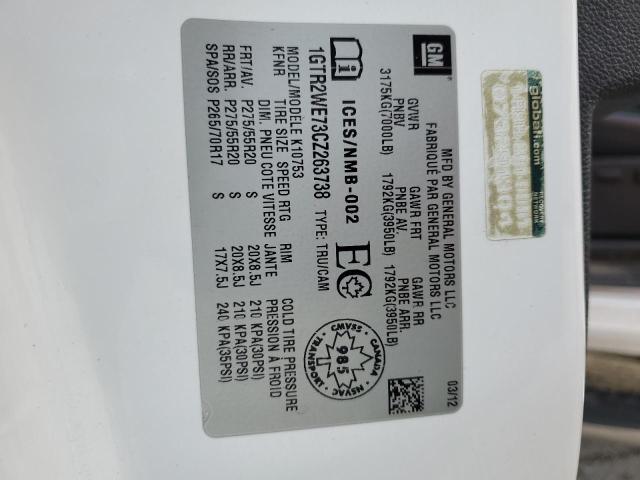 GM
MFD BY GENERAL MOTORS LLC
FABRIQUÉ PAR GENERAL MOTORS LLC
03/12
GVWR GAWR FRT GAWR RR
PNBV PNBE AV. PNBE ARR.
3175KG(7000LB) 1792KG(3950LB) 1792KG(3950LB)
ICES/NMB-002
CMVSS CANADA TRANSPORT NSVAC
985
1GTR2WE73CZ263738 TYPE: TRU/CAM
MODEL/MODÈLE K10753
KFNR TIRE SIZE SPEED RTG RIM COLD TIRE PRESSURE
DIM. PNEU COTE VITESSE JANTE PRESSION À FROID
FRT/AV. P275/55R20 S 20X8.5J 210 KPA(30PSI)
RR/ARR. P275/55R20 S 20X8.5J 210 KPA(30PSI)
SPA/SOS P265/70R17 S 17X7.5J 240 KPA(35PSI)
globali.com